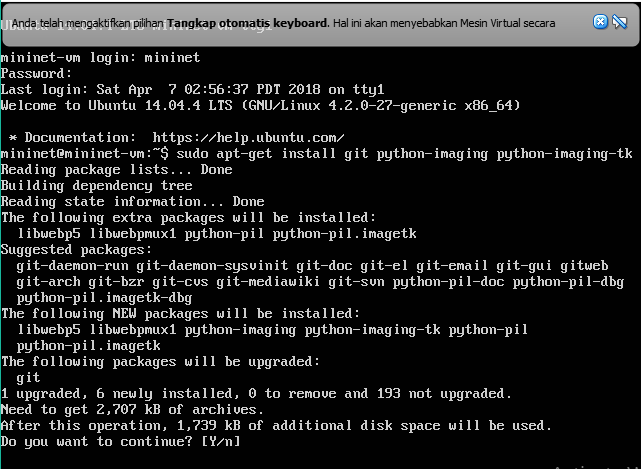 Anda telah mengaktifkan pilihan Tangkap otomatis keyboard. Hal ini akan menyebabkan Mesin Virtual secara
Ubuntu 14.04.4 LTS mininet-vm tty1
mininet-vm login: mininet
Password:
Last login: Sat Apr  7 02:56:37 PDT 2018 on tty1
Welcome to Ubuntu 14.04.4 LTS (GNU/Linux 4.2.0-27-generic x86_64)
* Documentation:  https://help.ubuntu.com/
mininet@mininet-vm:~$ sudo apt-get install git python-imaging python-imaging-tk
Reading package lists... Done
Building dependency tree
Reading state information... Done
The following extra packages will be installed:
libwebp5 libwebpmux1 python-pil python-pil.imagetk
Suggested packages:
git-daemon-run git-daemon-sysvinit git-doc git-el git-email git-gui gitweb
git-arch git-bzr git-cvs git-mediawiki git-svn python-pil-doc python-pil-dbg
python-pil.imagetk-dbg
The following NEW packages will be installed:
libwebp5 libwebpmux1 python-imaging python-imaging-tk python-pil
python-pil.imagetk
The following packages will be upgraded:
git
1 upgraded, 6 newly installed, 0 to remove and 193 not upgraded.
Need to get 2,707 kB of archives.
After this operation, 1,739 kB of additional disk space will be used.
Do you want to continue? [Y/n]